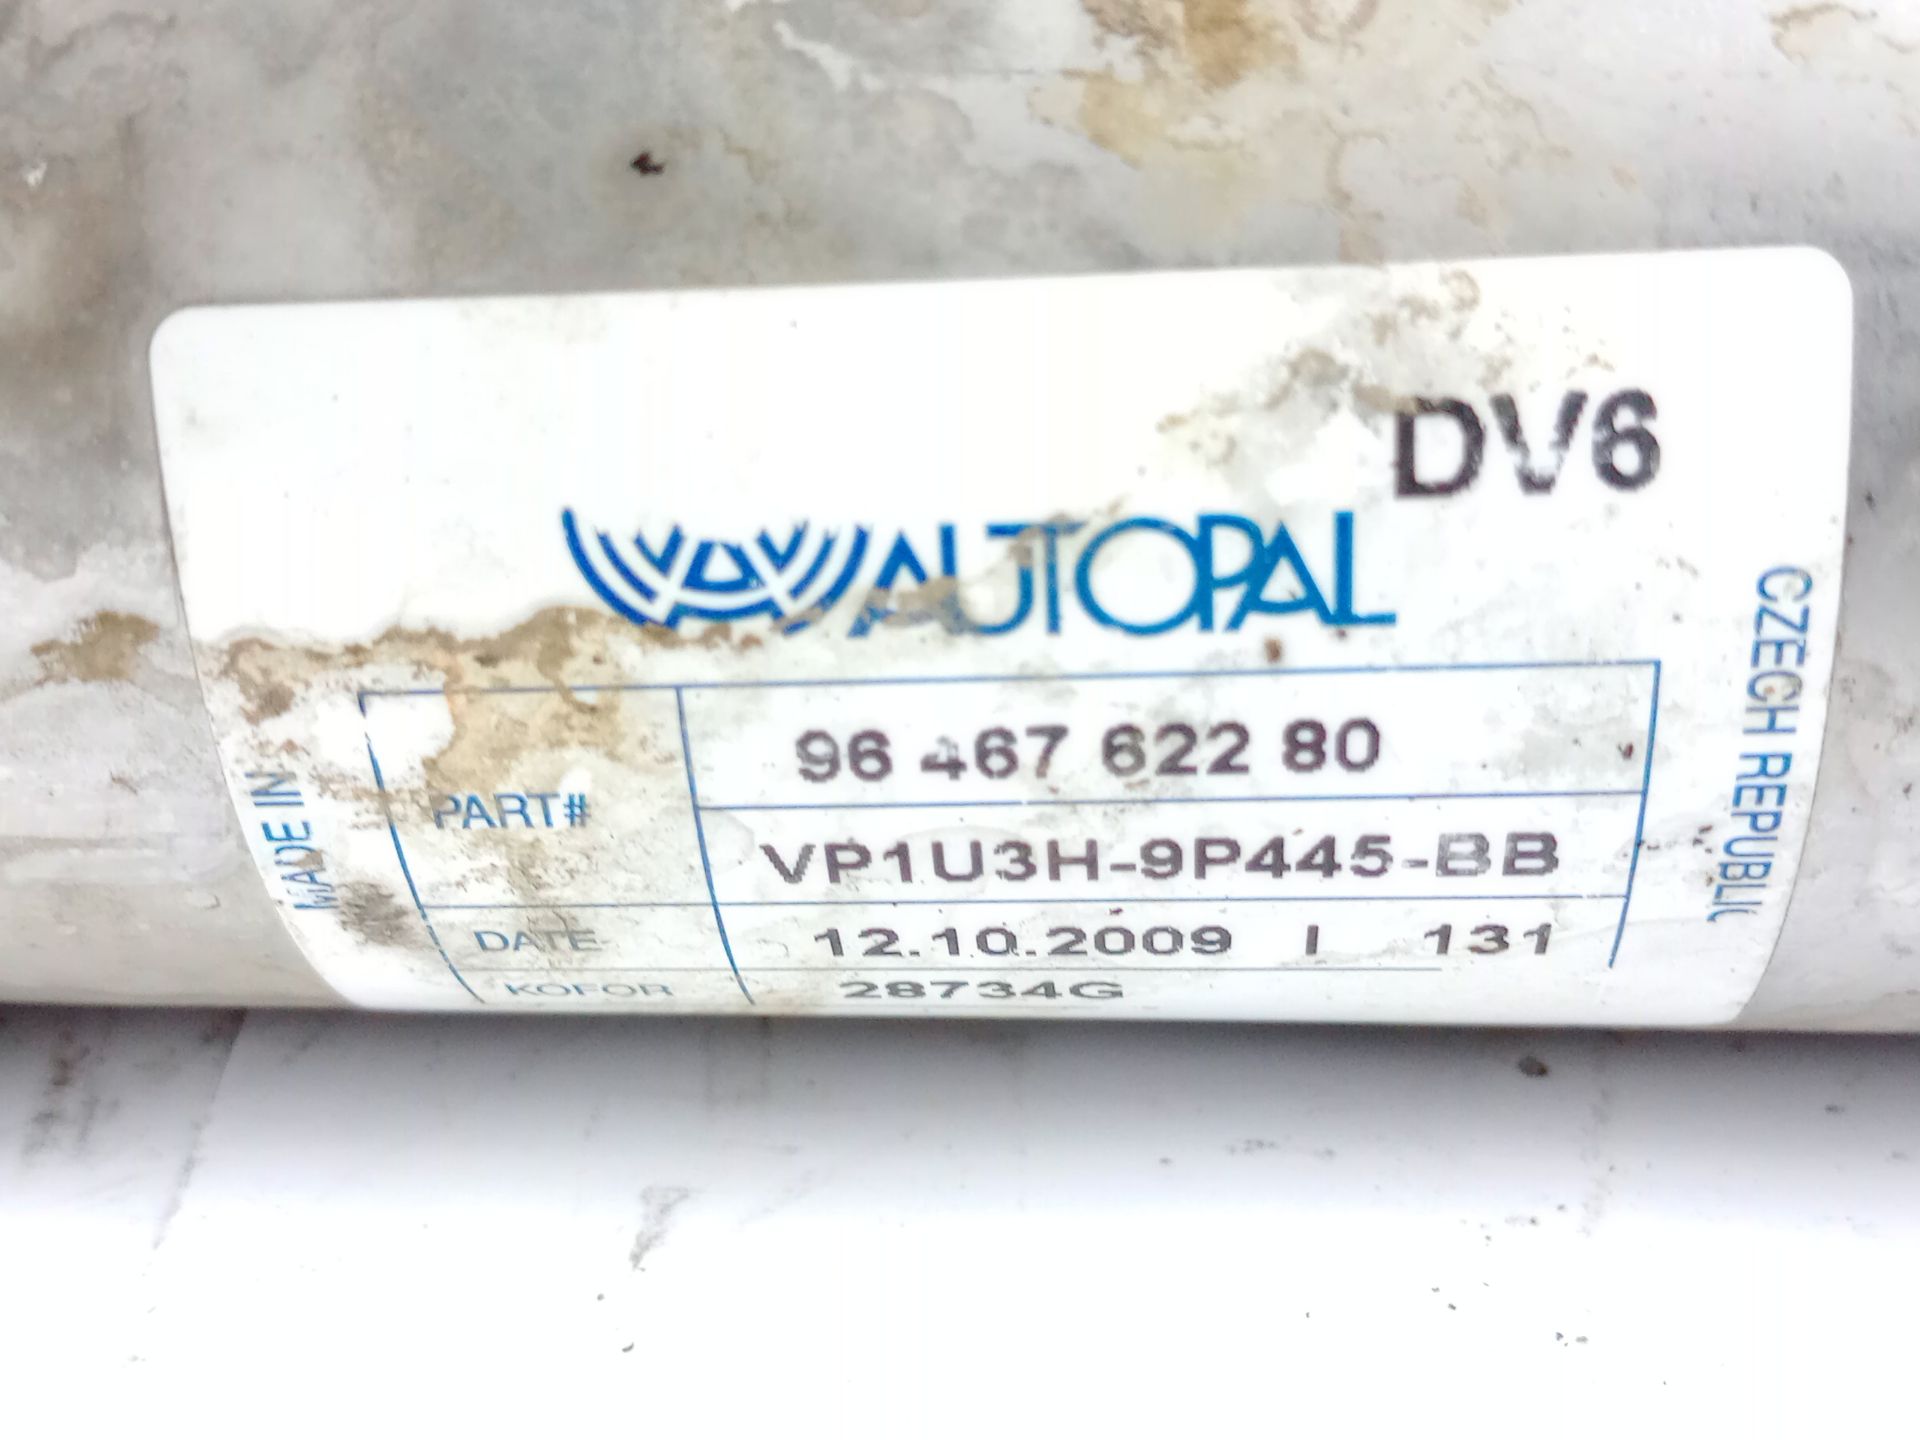 DV6
AUTOPAL
MADE IN
CZECH REPUBLIC
PART#
96 467 622 80
VP1U3H-9P445-BB
DATE
12.10.2009 I 131
KOFOR
28734G